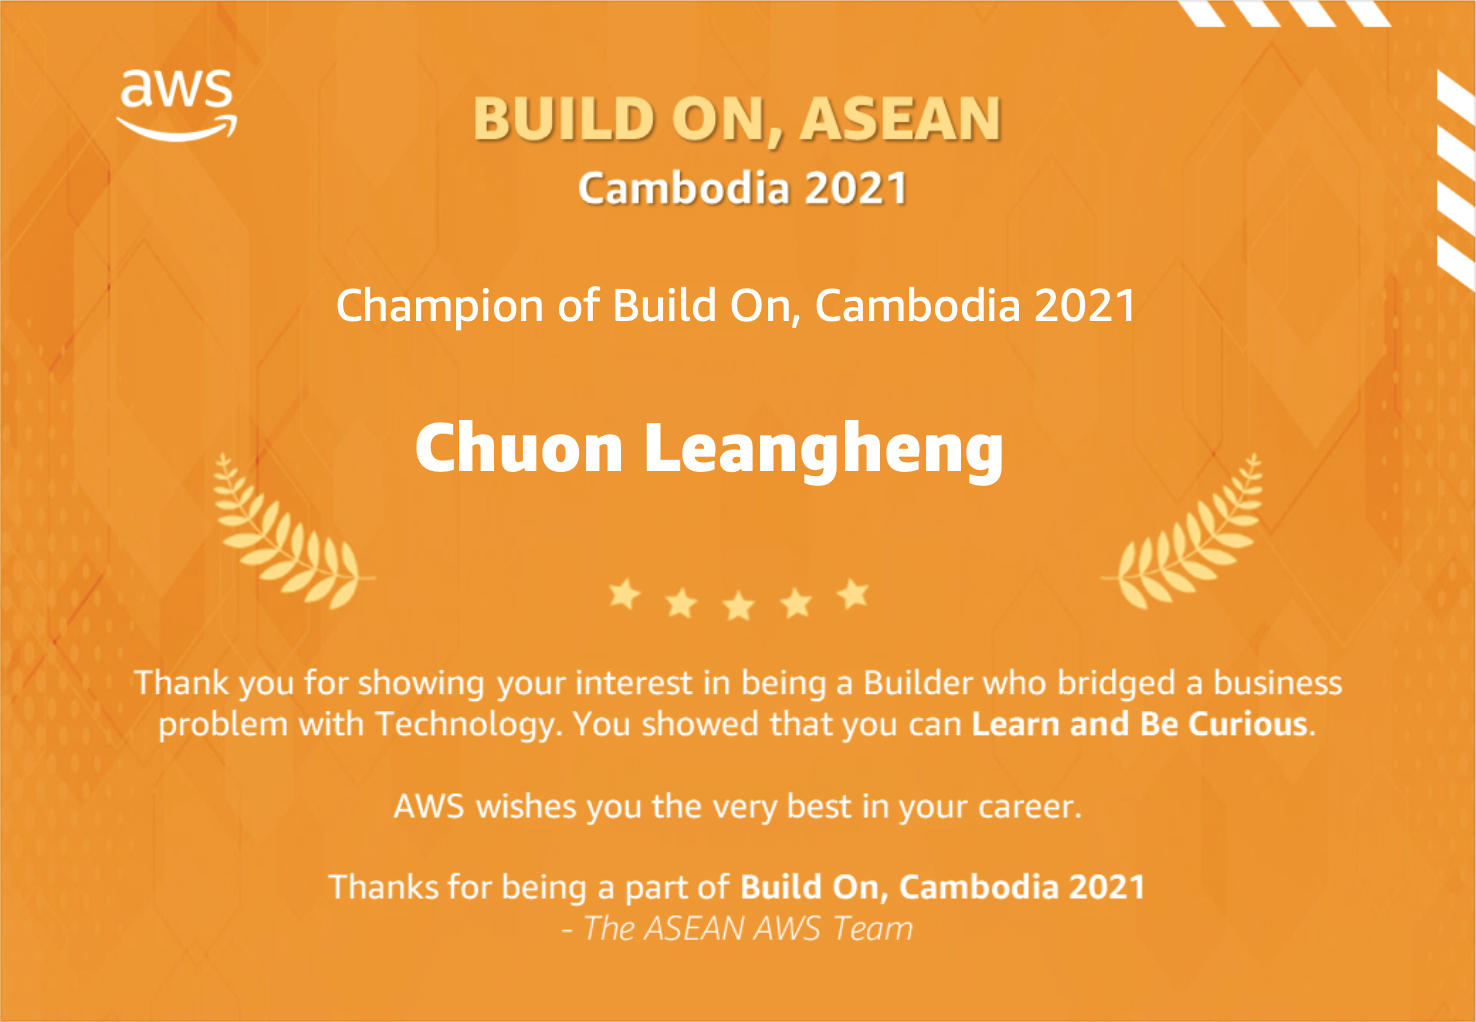 aws
BUILD ON, ASEAN
Cambodia 2021
Champion of Build On, Cambodia 2021
Chuon Leangheng
Thank you for showing your interest in being a Builder who bridged a business
problem with Technology. You showed that you can Learn and Be Curious.
AWS wishes you the very best in your career.
Thanks for being a part of Build On, Cambodia 2021
- The ASEAN AWS Team